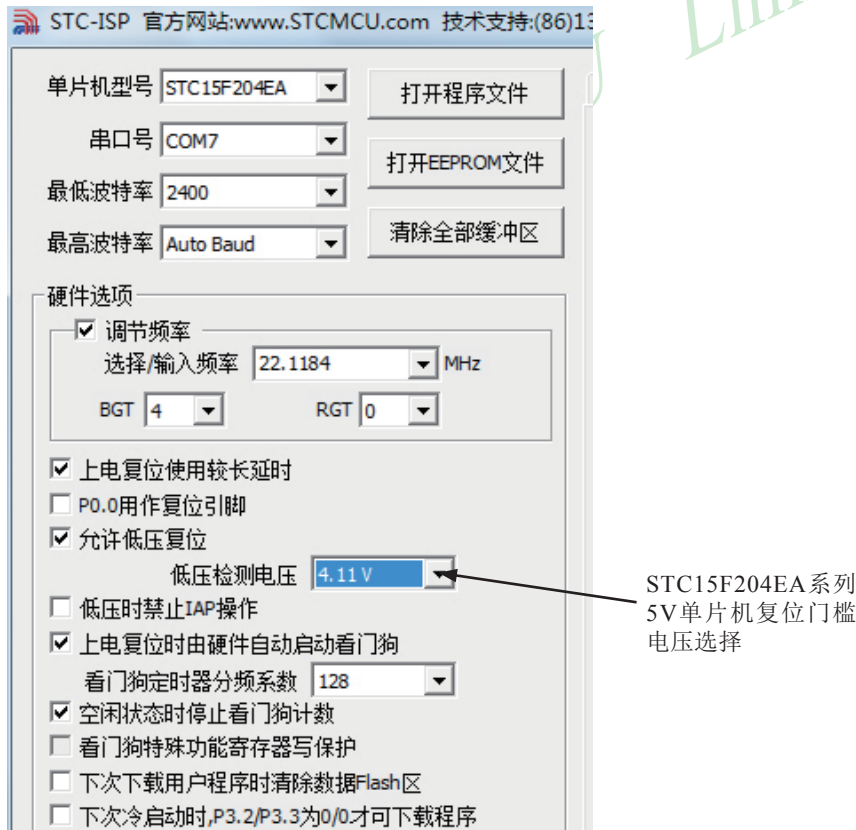 STC-ISP 官方网站:www.STCMCU.com 技术支持:(86)13
单片机型号 STC15F204EA
打开程序文件
串口号 COM7
打开EEPROM文件
最低波特率 2400
清除全部缓冲区
最高波特率 Auto Baud
硬件选项
调节频率
选择/输入频率 22.1184 MHz
BGT 4 RGT 0
上电复位使用较长延时
P0.0用作复位引脚
允许低压复位
低压检测电压 4.11 V
低压时禁止IAP操作
上电复位时由硬件自动启动看门狗
看门狗定时器分频系数 128
空闲状态时停止看门狗计数
看门狗特殊功能寄存器写保护
下次下载用户程序时清除数据Flash区
下次冷启动时,P3.2/P3.3为0/0才可下载程序
STC15F204EA系列
5V单片机复位门槛
电压选择